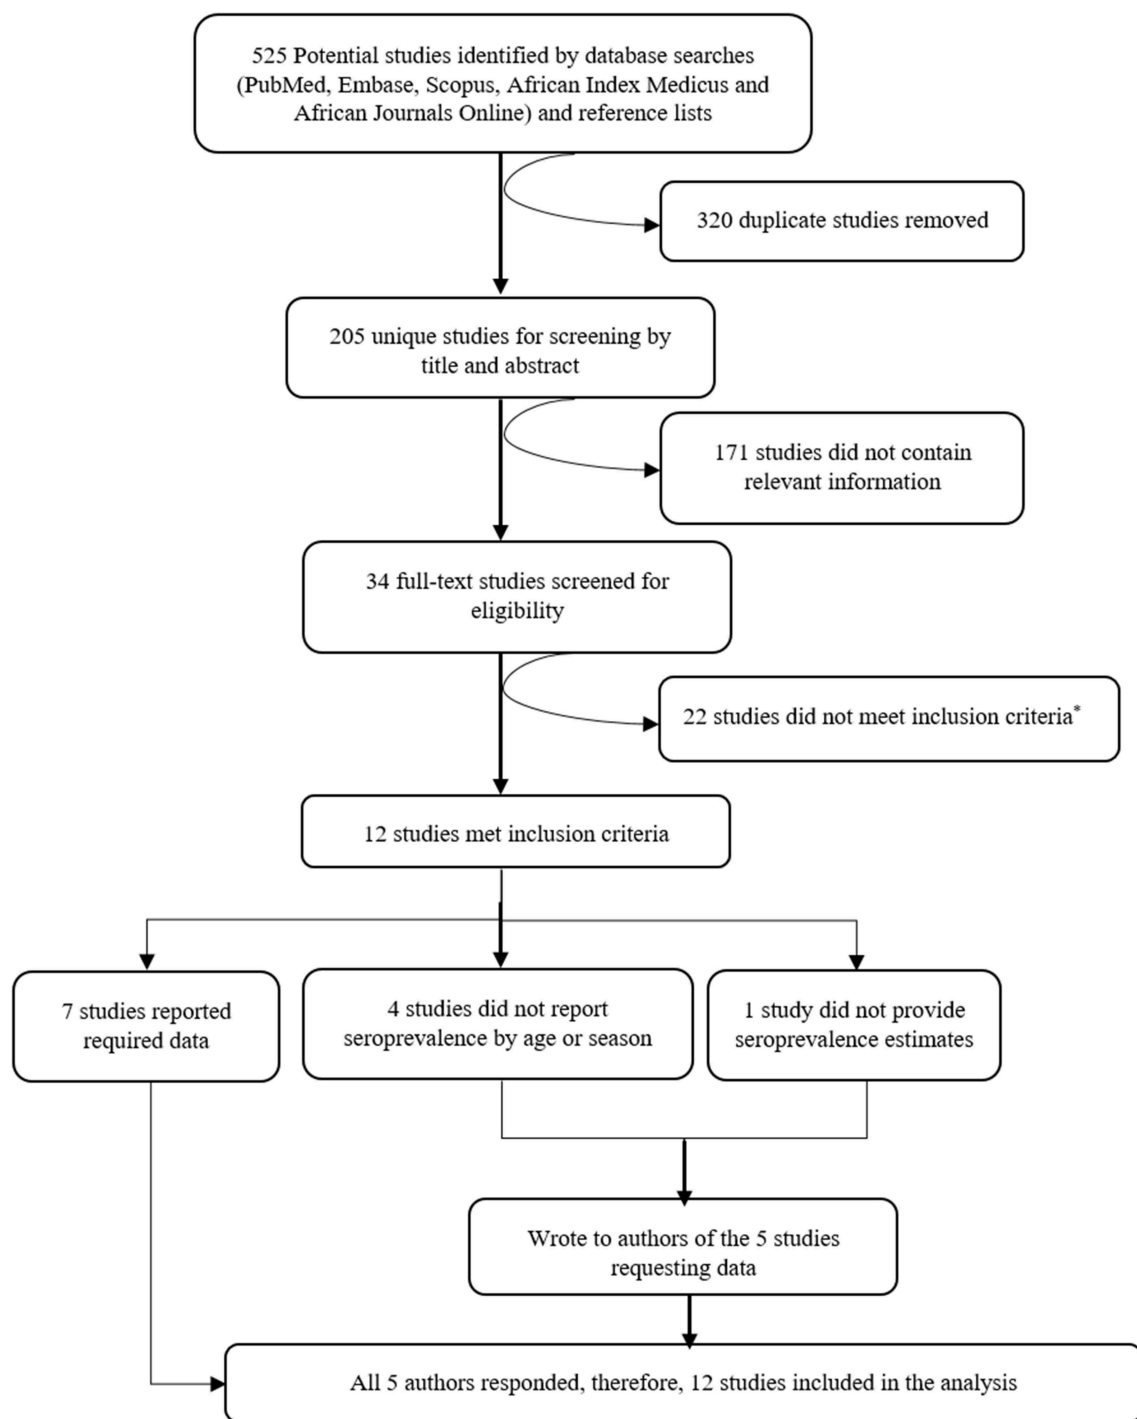 525 Potential studies identified by database searches
(PubMed, Embase, Scopus, African Index Medicus and
African Journals Online) and reference lists
320 duplicate studies removed
205 unique studies for screening by
title and abstract
171 studies did not contain
relevant information
34 full-text studies screened for
eligibility
22 studies did not meet inclusion criteria*
12 studies met inclusion criteria
7 studies reported
required data
4 studies did not report
seroprevalence by age or season
1 study did not provide
seroprevalence estimates
Wrote to authors of the 5 studies
requesting data
All 5 authors responded, therefore, 12 studies included in the analysis